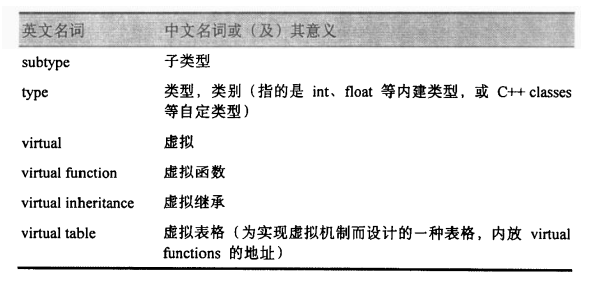 英文名词 中文名词或（及）其意义
subtype 子类型
type 类型，类别（指的是 int、float 等内建类型，或 C++ classes
等自定类型）
virtual 虚拟
virtual function 虚拟函数
virtual inheritance 虚拟继承
virtual table 虚拟表格（为实现虚拟机制而设计的一种表格，内放 virtual
functions 的地址）